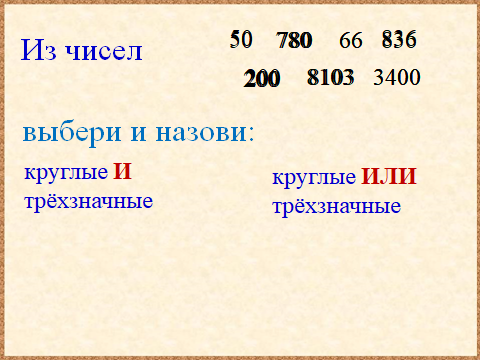 Из чисел 50 780 66 836
200 8103 3400
выбери и назови:
круглые И
трёхзначные
круглые ИЛИ
трёхзначные